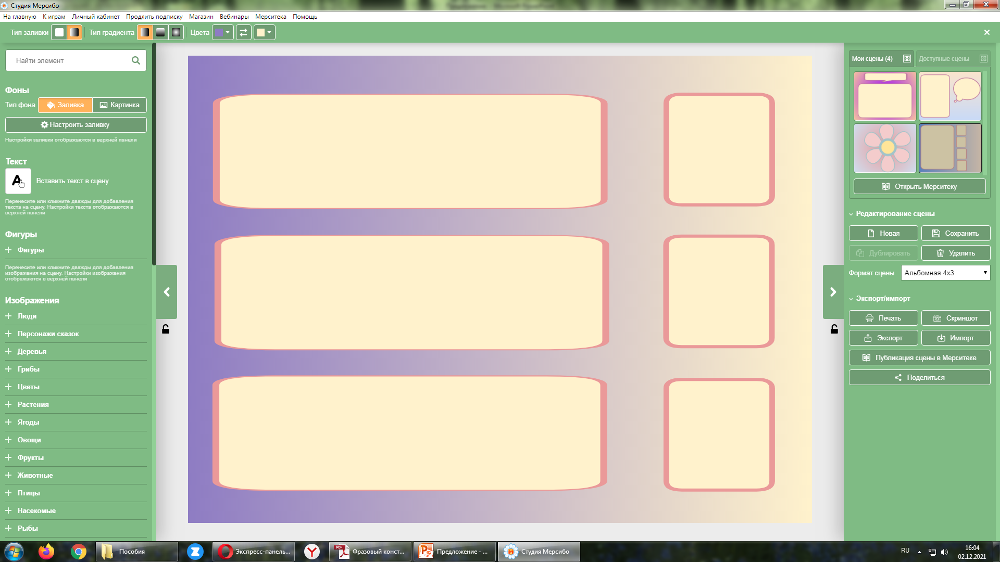 Студия Мерсибо
На главную К играм Личный кабинет Продлить подписку Магазин Вебинары Мерситека Помощь
Тип заливки Тип градиента Цвета
Найти элемент
Фоны
Тип фона Заливка Картинка
Настроить заливку
Настройки заливки отображаются в верхней панели
Текст
A Вставить текст в сцену
Перенесите или кликните дважды для добавления
текста на сцену. Настройки текста отображаются в
верхней панели
Фигуры
Фигуры
Перенесите или кликните дважды для добавления
изображения на сцену. Настройки изображения
отображаются в верхней панели
Изображения
Люди
Персонажи сказок
Деревья
Грибы
Цветы
Растения
Ягоды
Овощи
Фрукты
Животные
Птицы
Насекомые
Рыбы
Мои сцены (4) Доступные сцены
Открыть Мерситеку
Редактирование сцены
Новая Сохранить
Дублировать Удалить
Формат сцены Альбомная 4x3
Экспорт/импорт
Печать Скриншот
Экспорт Импорт
Публикация сцены в Мерситеке
Поделиться
Пособия Экспресс-панель... PDF Фразовый конст... Предложение - ... Студия Мерсибо RU 16:04
02.12.2021